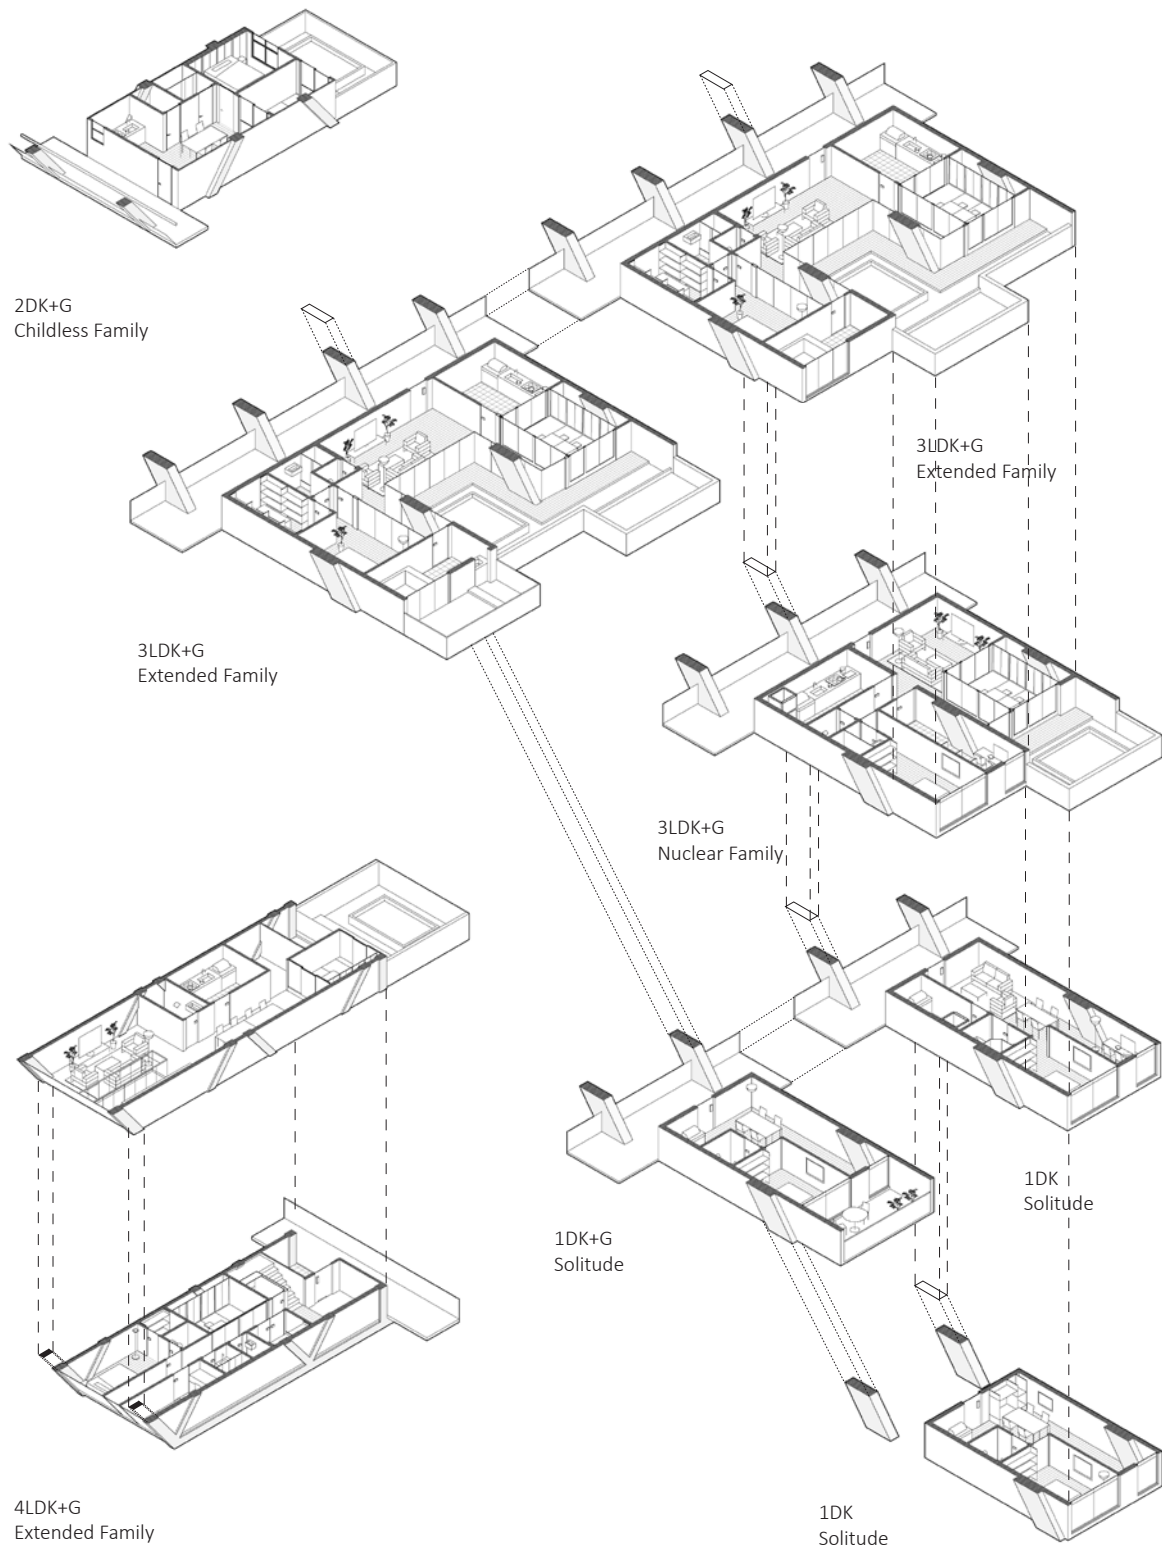 2DK+G
Childless Family
3LDK+G
Extended Family
3LDK+G
Extended Family
3LDK+G
Nuclear Family
1DK
Solitude
1DK+G
Solitude
4LDK+G
Extended Family
1DK
Solitude